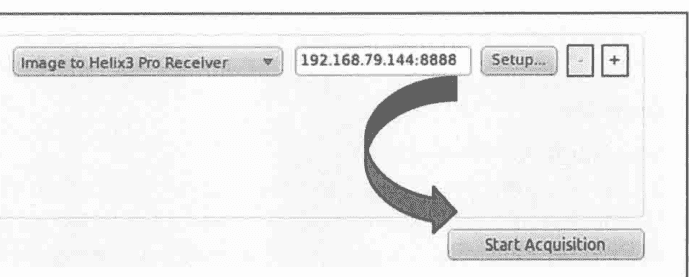 Image to Helix3 Pro Receiver ▼ 192.168.79.144:8888 Setup... - +
Start Acquisition